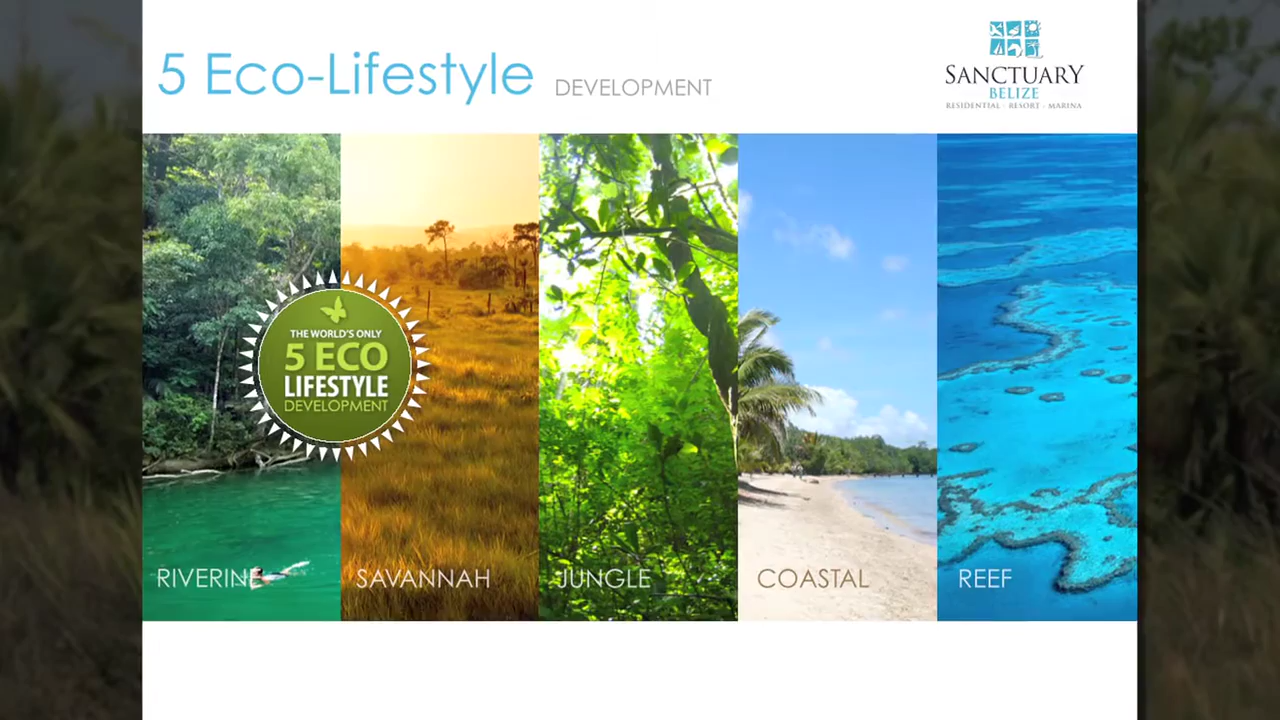 5 Eco-Lifestyle DEVELOPMENT
SANCTUARY
BELIZE
RESIDENTIAL · RESORT · MARINA
THE WORLD'S ONLY
5 ECO
LIFESTYLE
DEVELOPMENT
RIVERINE
SAVANNAH
JUNGLE
COASTAL
REEF